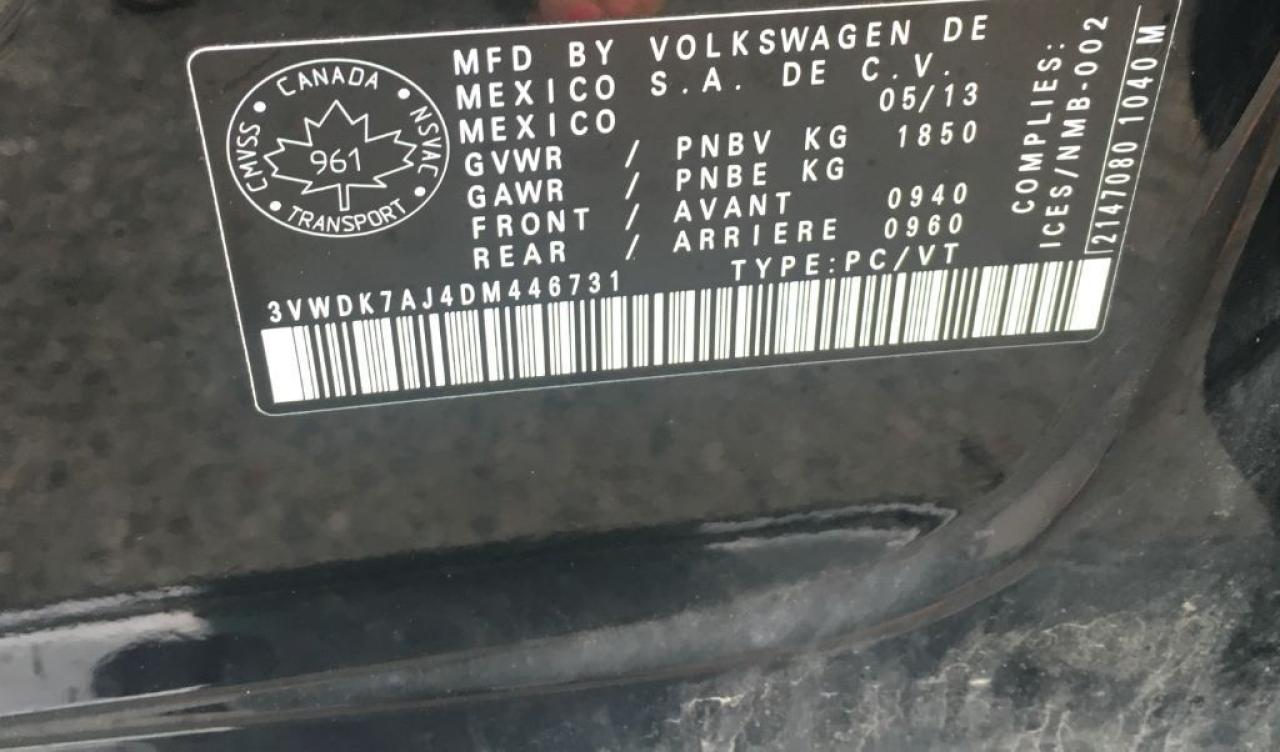 CANADA
CMVSS
NSVAC
961
TRANSPORT
MFD BY VOLKSWAGEN DE
MEXICO S.A. DE C.V.
MEXICO 05/13
GVWR / PNBV KG 1850
GAWR / PNBE KG
FRONT / AVANT 0940
REAR / ARRIERE 0960
3VWDK7AJ4DM446731 TYPE:PC/VT
COMPLIES:
ICES/NMB-002
2147080 1040 M